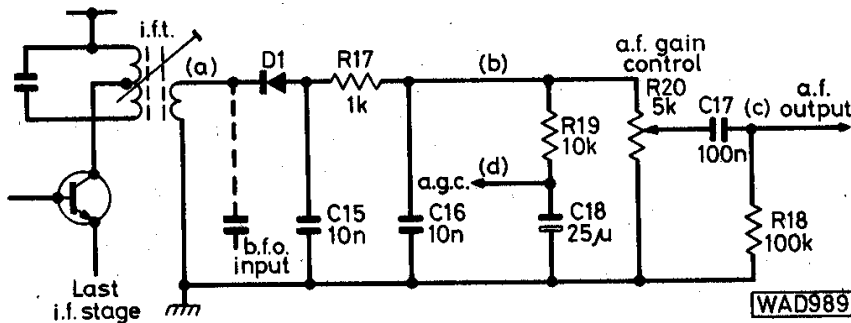 i.f.t.
(a)
D1
R17
1k
(b)
a.f. gain
control
R20
5k
C17
100n
(c)
a.f.
output
R19
10k
(d)
a.g.c.
C15
10n
C16
10n
C18
25μ
R18
100k
b.f.o.
input
Last
i.f. stage
WAD989